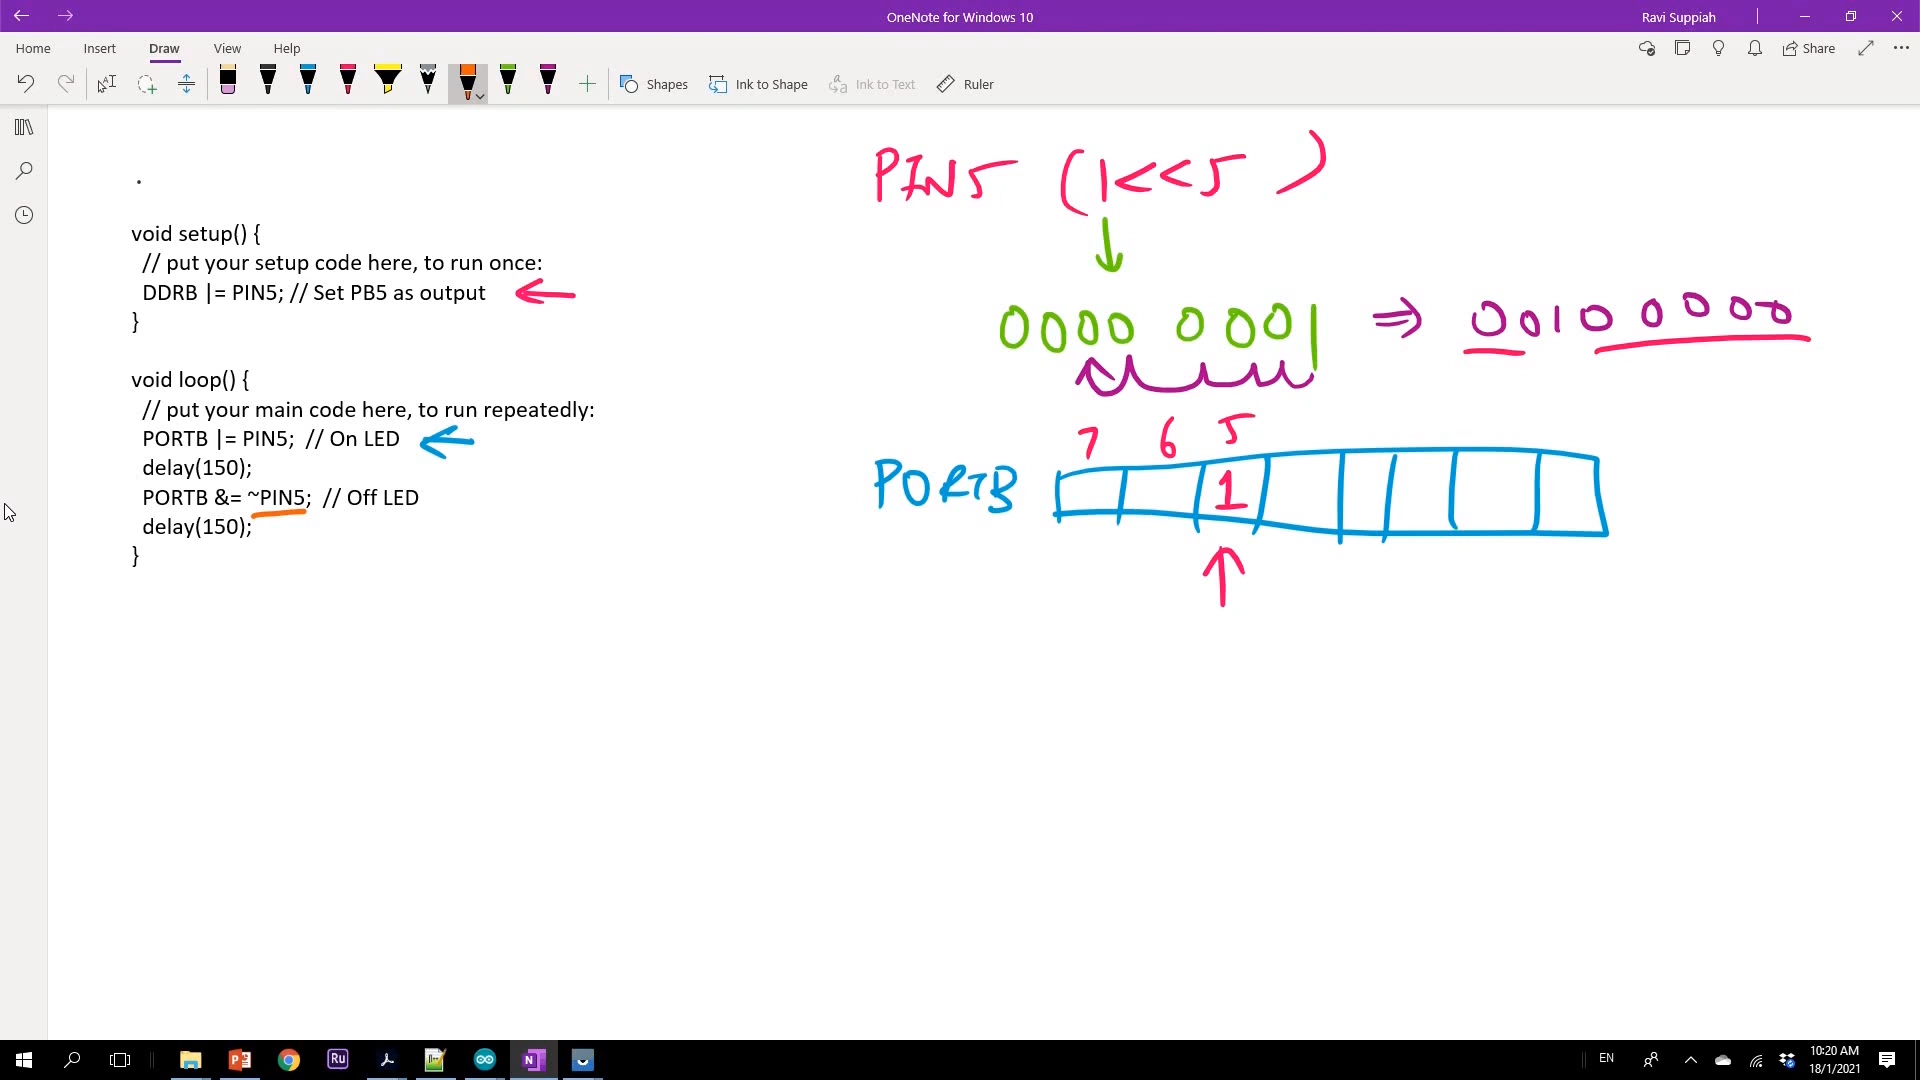 OneNote for Windows 10
Ravi Suppiah
Home Insert Draw View Help
Share
Shapes Ink to Shape Ink to Text Ruler
.
void setup() {
// put your setup code here, to run once:
DDRB |= PIN5; // Set PB5 as output
}
void loop() {
// put your main code here, to run repeatedly:
PORTB |= PIN5; // On LED
delay(150);
PORTB &= ~PIN5; // Off LED
delay(150);
}
PIN5 (1<<5 )
0000 0001 ⇒ 00100000
7 6 5
PORTB 1
EN
10:20 AM
18/1/2021